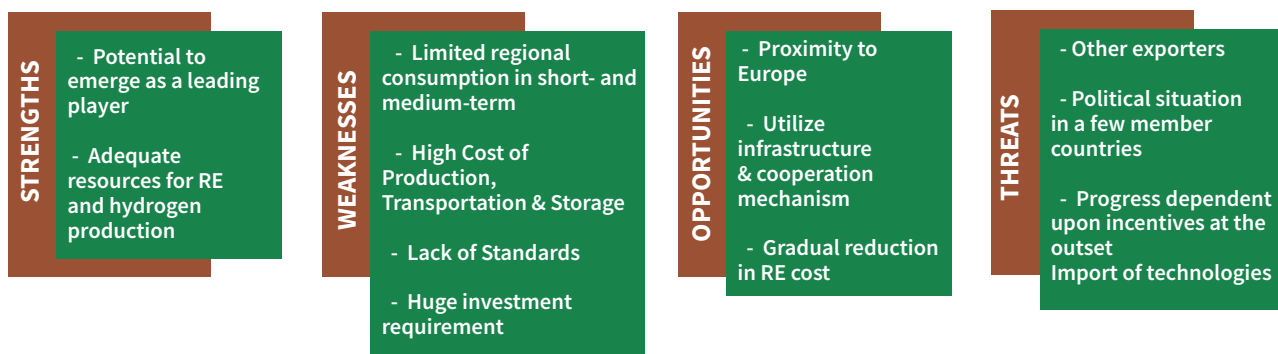 STRENGTHS
- Potential to
emerge as a leading
player
- Adequate
resources for RE
and hydrogen
production
WEAKNESSES
- Limited regional
consumption in short- and
medium-term
- High Cost of
Production,
Transportation & Storage
- Lack of Standards
- Huge investment
requirement
OPPORTUNITIES
- Proximity to
Europe
- Utilize
infrastructure
& cooperation
mechanism
- Gradual reduction
in RE cost
THREATS
- Other exporters
- Political situation
in a few member
countries
- Progress dependent
upon incentives at the
outset
Import of technologies